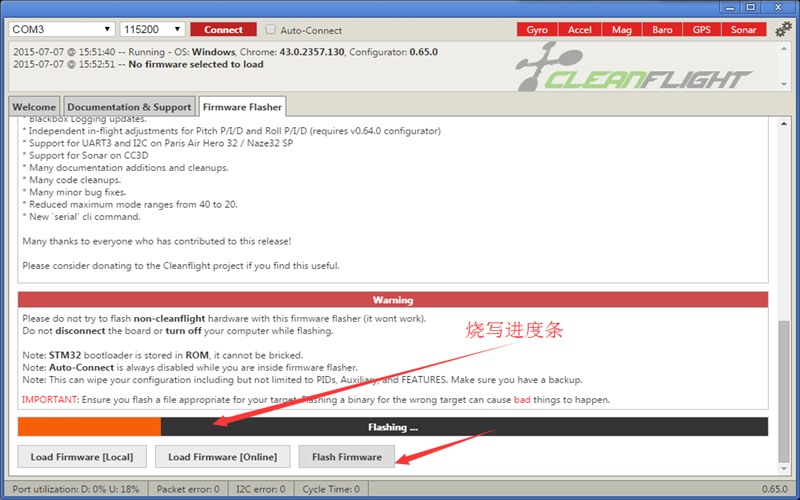 COM3 115200 Connect Auto-Connect Gyro Accel Mag Baro GPS Sonar
2015-07-07 @ 15:51:40 -- Running - OS: Windows, Chrome: 43.0.2357.130, Configurator: 0.65.0
2015-07-07 @ 15:52:51 -- No firmware selected to load
CLEANFLIGHT
Welcome Documentation & Support Firmware Flasher
* Blackbox Logging updates.
* Independent in-flight adjustments for Pitch P/I/D and Roll P/I/D (requires v0.64.0 configurator)
* Support for UART3 and I2C on Paris Air Hero 32 / Naze32 SP
* Support for Sonar on CC3D
* Many documentation additions and cleanups.
* Many code cleanups.
* Many minor bug fixes.
* Reduced maximum mode ranges from 40 to 20.
* New `serial` cli command.
Many thanks to everyone who has contributed to this release!
Please consider donating to the Cleanflight project if you find this useful.
Warning
Please do not try to flash non-cleanflight hardware with this firmware flasher (it wont work).
Do not disconnect the board or turn off your computer while flashing.
烧写进度条
Note: STM32 bootloader is stored in ROM, it cannot be bricked.
Note: Auto-Connect is always disabled while you are inside firmware flasher.
Note: This can wipe your configuration including but not limited to PIDs, Auxiliary, and FEATURES. Make sure you have a backup.
IMPORTANT: Ensure you flash a file appropriate for your target. Flashing a binary for the wrong target can cause bad things to happen.
Flashing ...
Load Firmware [Local] Load Firmware [Online] Flash Firmware
Port utilization: D: 0% U: 18% Packet error: 0 I2C error: 0 Cycle Time: 0 0.65.0